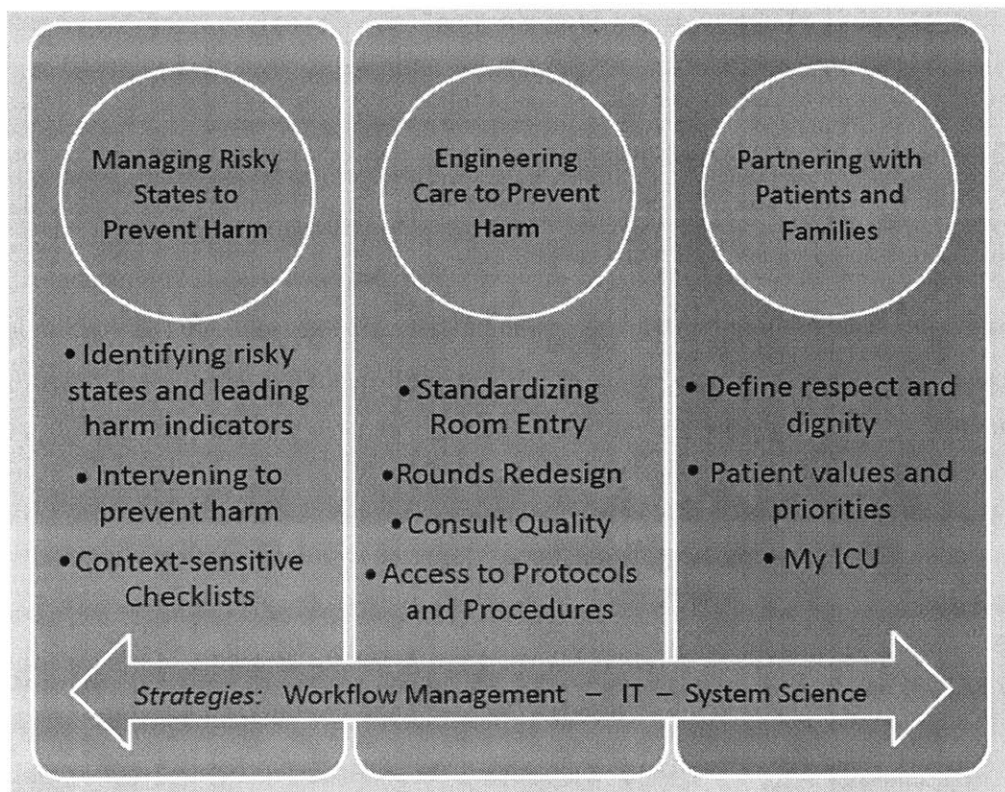 Managing Risky
States to
Prevent Harm
• Identifying risky
states and leading
harm indicators
• Intervening to
prevent harm
• Context-sensitive
Checklists
Engineering
Care to Prevent
Harm
• Standardizing
Room Entry
• Rounds Redesign
• Consult Quality
• Access to Protocols
and Procedures
Partnering with
Patients and
Families
• Define respect and
dignity
• Patient values and
priorities
• My ICU
Strategies: Workflow Management – IT – System Science